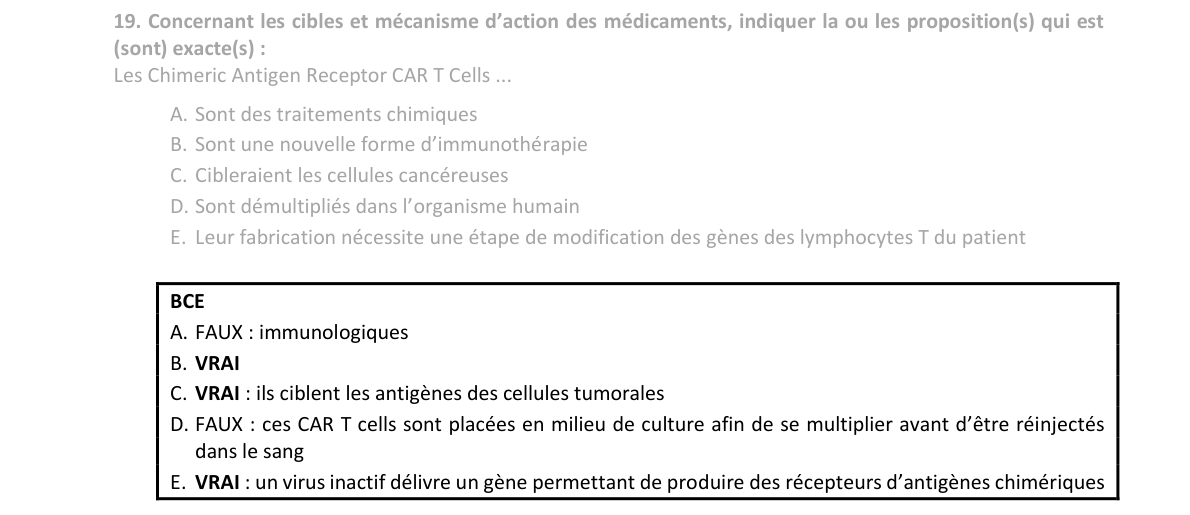 19. Concernant les cibles et mécanisme d’action des médicaments, indiquer la ou les proposition(s) qui est
(sont) exacte(s) :
Les Chimeric Antigen Receptor CAR T Cells ...
A. Sont des traitements chimiques
B. Sont une nouvelle forme d’immunothérapie
C. Cibleraient les cellules cancéreuses
D. Sont démultipliés dans l’organisme humain
E. Leur fabrication nécessite une étape de modification des gènes des lymphocytes T du patient
BCE
A. FAUX : immunologiques
B. VRAI
C. VRAI : ils ciblent les antigènes des cellules tumorales
D. FAUX : ces CAR T cells sont placées en milieu de culture afin de se multiplier avant d’être réinjectés
dans le sang
E. VRAI : un virus inactif délivre un gène permettant de produire des récepteurs d’antigènes chimériques